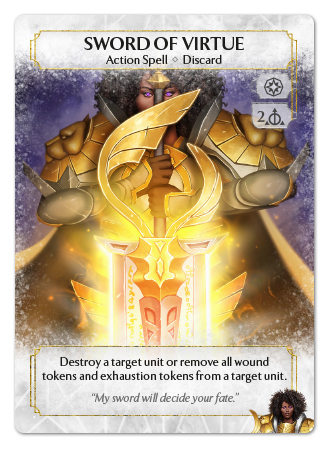 SWORD OF VIRTUE
Action Spell ◇ Discard
2
Destroy a target unit or remove all wound
tokens and exhaustion tokens from a target unit.
“My sword will decide your fate.”